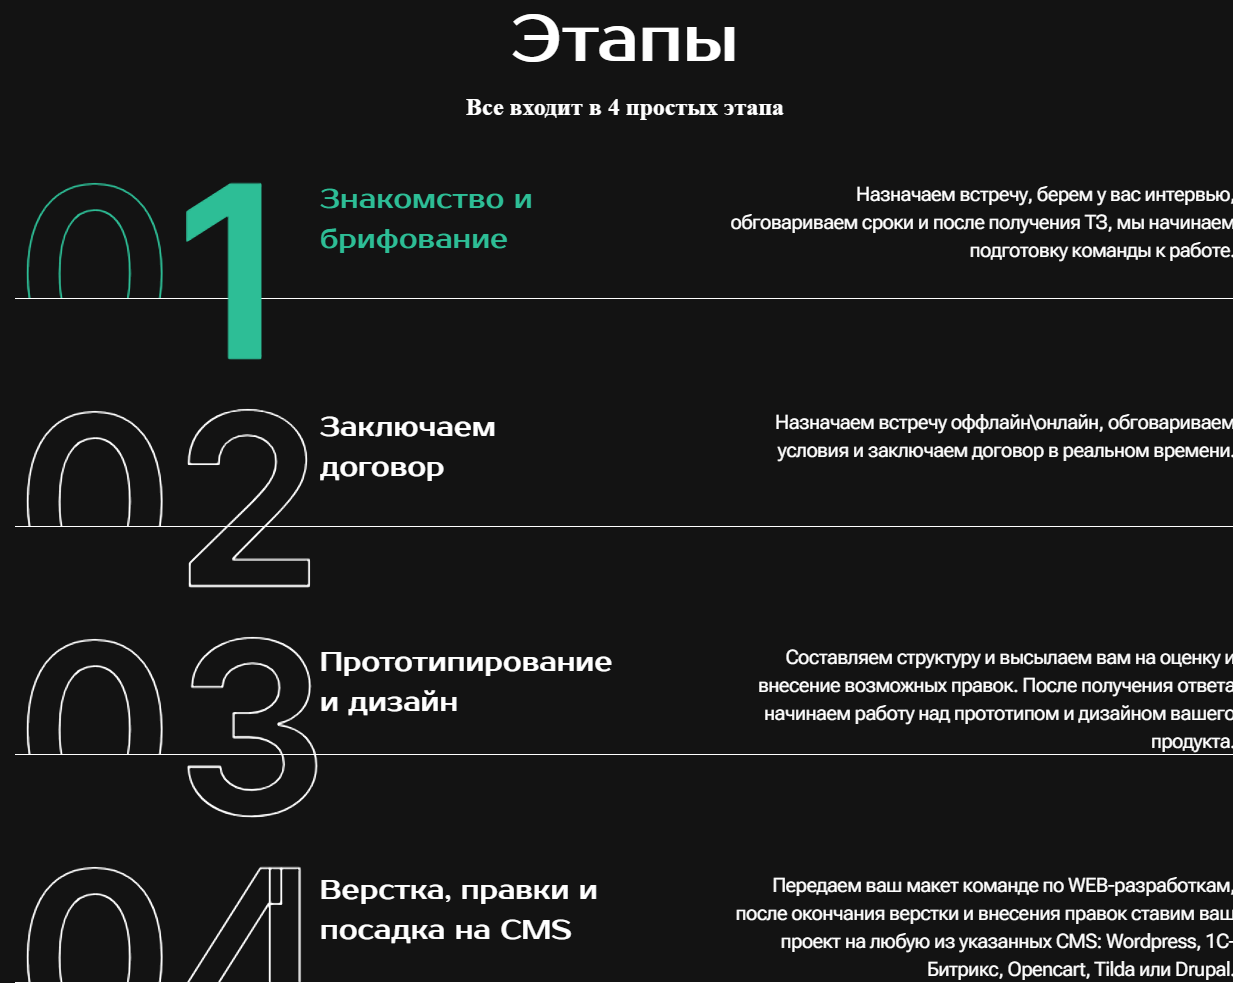 Этапы
Все входит в 4 простых этапа
01
Знакомство и
брифование
Назначаем встречу, берем у вас интервью,
обговариваем сроки и после получения ТЗ, мы начинаем
подготовку команды к работе.
02
Заключаем
договор
Назначаем встречу оффлайн\онлайн, обговариваем
условия и заключаем договор в реальном времени.
03
Прототипирование
и дизайн
Составляем структуру и высылаем вам на оценку и
внесение возможных правок. После получения ответа
начинаем работу над прототипом и дизайном вашего
продукта.
04
Верстка, правки и
посадка на CMS
Передаем ваш макет команде по WEB-разработкам,
после окончания верстки и внесения правок ставим ваш
проект на любую из указанных CMS: Wordpress, 1С-
Битрикс, Opencart, Tilda или Drupal.